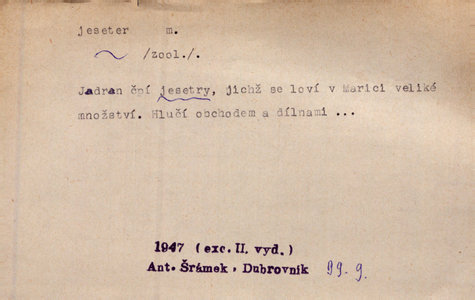 jeseter m.
/zool./.
Jadran ční jesetry, jichž se loví v Marici veliké
množství. Hlučí obchodem a dílnami ...
1947 (exc. II. vyd.)
Ant. Šrámek, Dubrovník 99. 9.